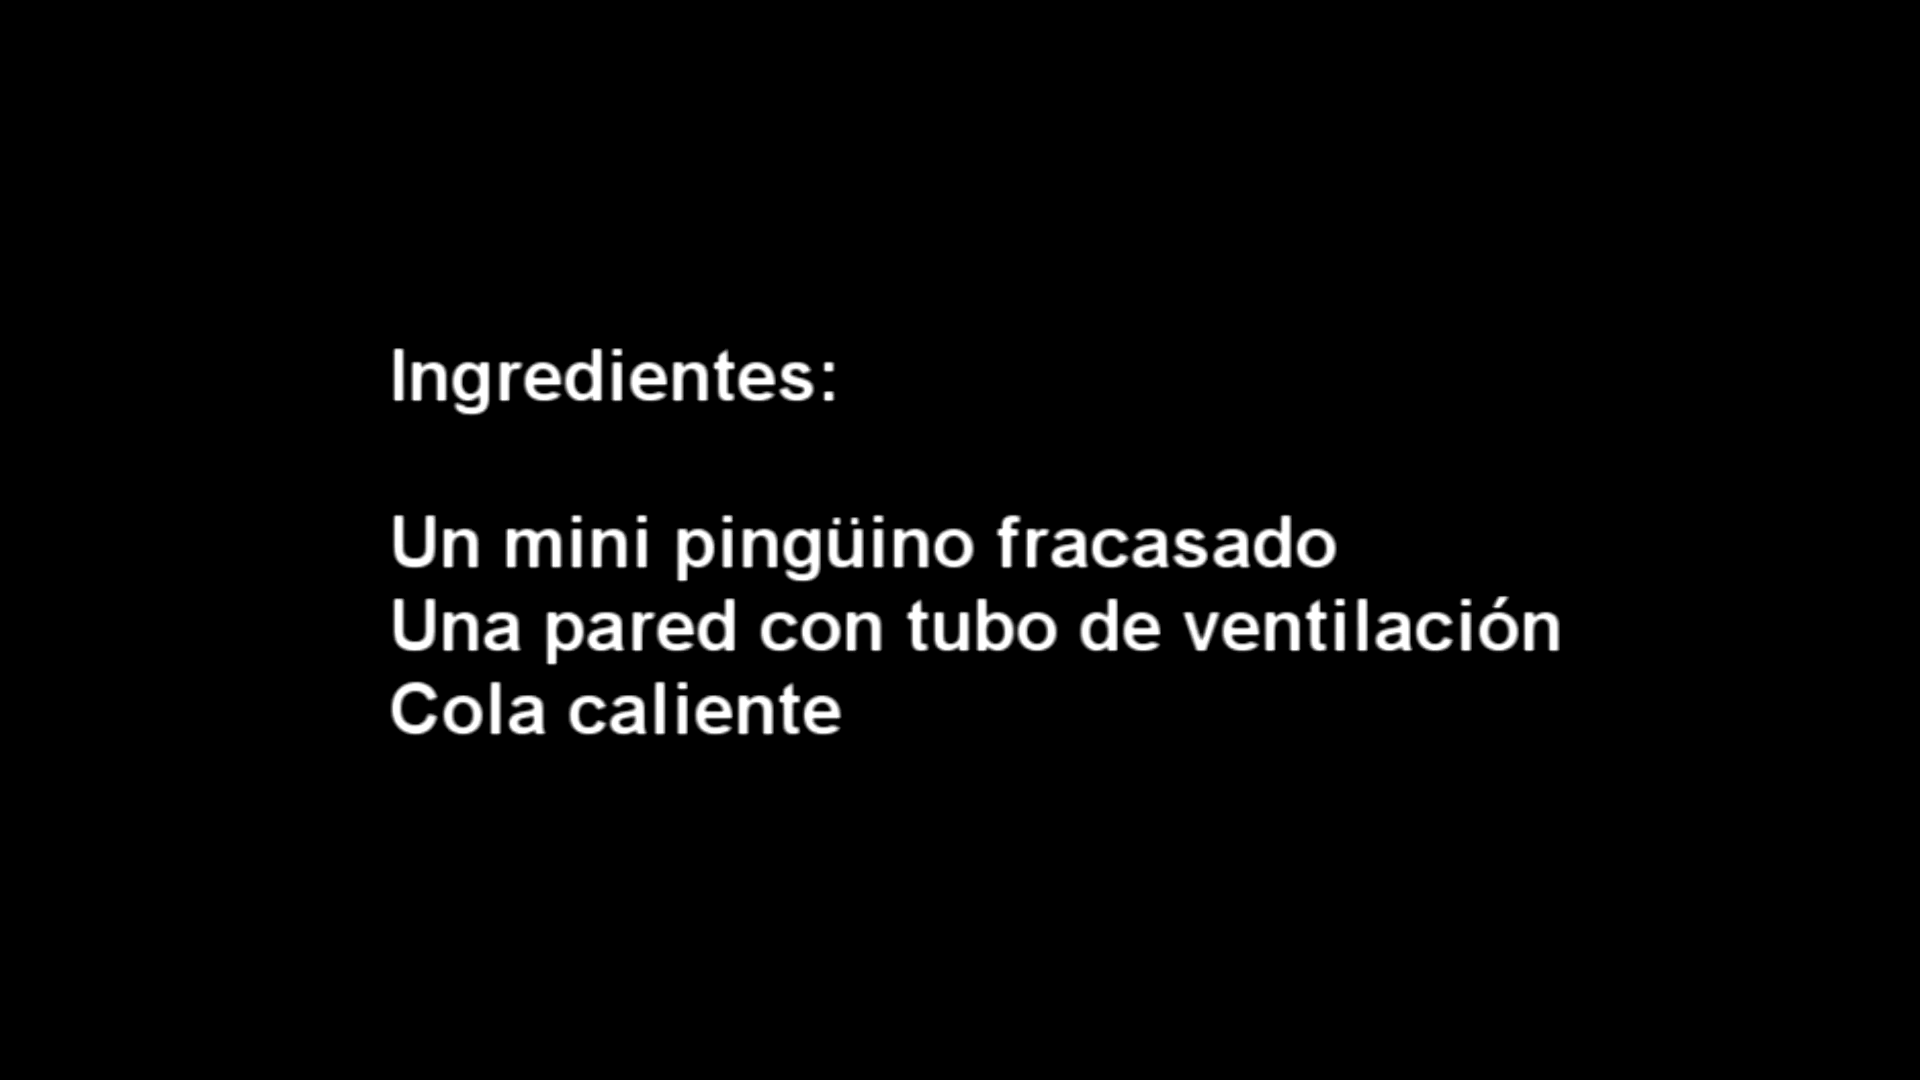 Ingredientes:
Un mini pingüino fracasado
Una pared con tubo de ventilación
Cola caliente